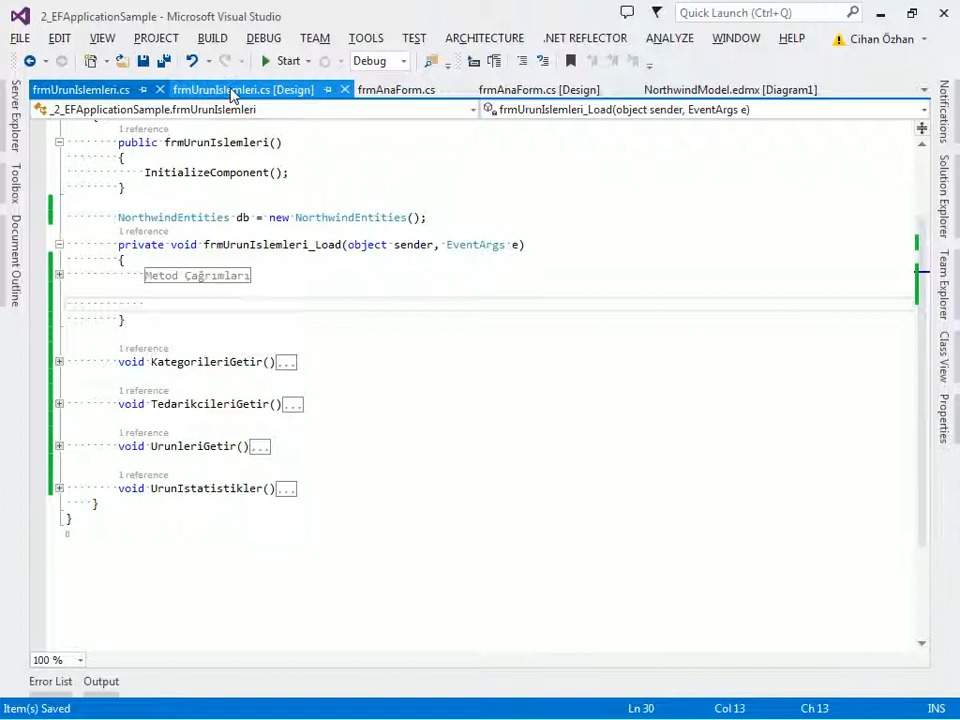 2_EFApplicationSample - Microsoft Visual Studio
Quick Launch (Ctrl+Q)
FILE EDIT VIEW PROJECT BUILD DEBUG TEAM TOOLS TEST ARCHITECTURE .NET REFLECTOR ANALYZE WINDOW HELP Cihan Özhan
Start Debug
frmUrunIslemleri.cs frmUrunIslemleri.cs [Design] frmAnaForm.cs frmAnaForm.cs [Design] NorthwindModel.edmx [Diagram1]
_2_EFApplicationSample.frmUrunIslemleri frmUrunIslemleri_Load(object sender, EventArgs e)
Server Explorer
Toolbox
Document Outline
{
1 reference
public frmUrunIslemleri()
{
InitializeComponent();
}
NorthwindEntities db = new NorthwindEntities();
1 reference
private void frmUrunIslemleri_Load(object sender, EventArgs e)
{
Metod Çağrımları
}
1 reference
void KategorileriGetir()...
1 reference
void TedarikcileriGetir()...
1 reference
void UrunleriGetir()...
1 reference
void UrunIstatistikler()...
}
}
Notifications
Solution Explorer
Team Explorer
Class View
Properties
100 %
Error List Output
Item(s) Saved Ln 30 Col 13 Ch 13 INS